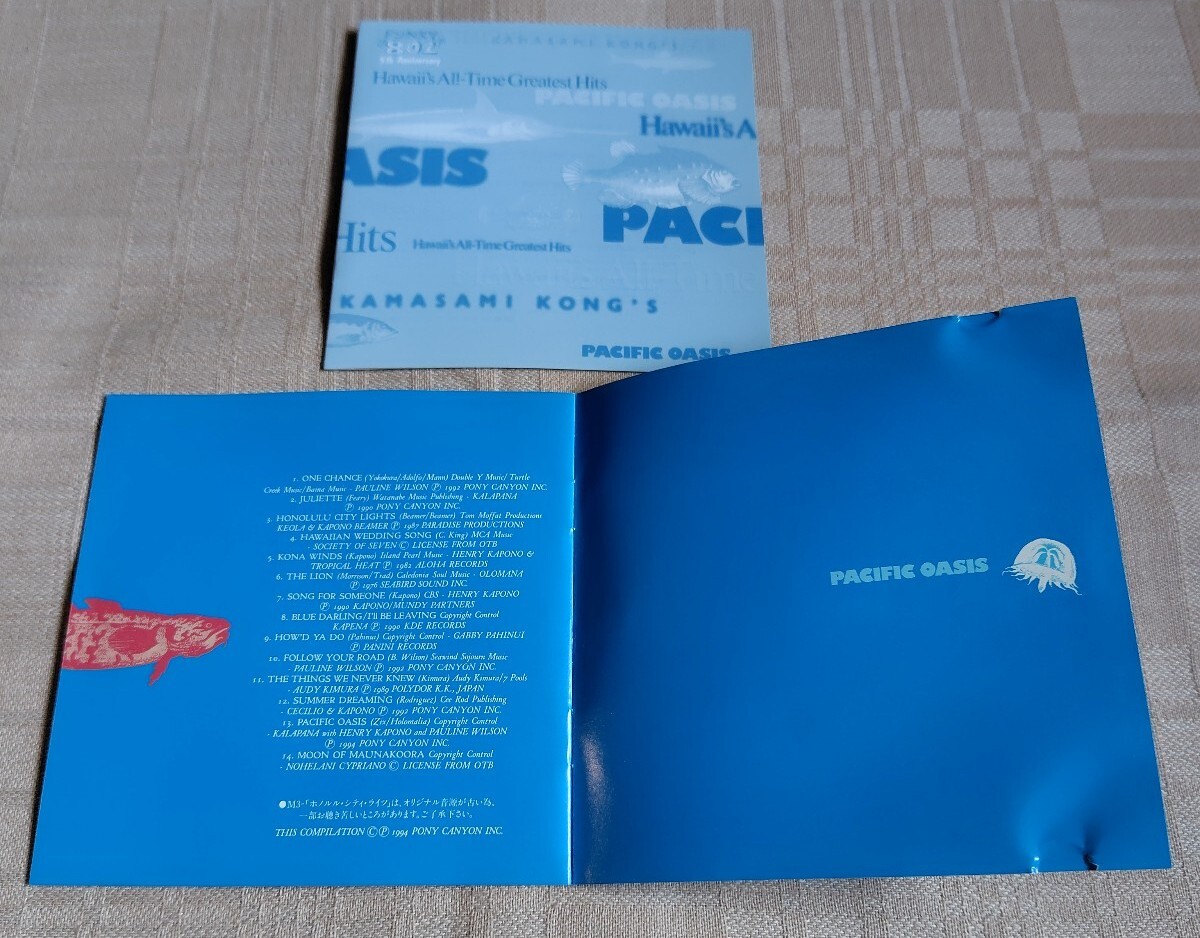 802
Hawaii's All-Time Greatest Hits
PACIFIC OASIS
Hawaii's A
ASIS
PACI
Hits
Hawaii's All-Time Greatest Hits
KAMASAMI KONG'S
PACIFIC OASIS
1. ONE CHANCE (Yokokura/Adolfo/Mann) Double Y Music/ Turtle
Creek Music/Buena Music - PAULINE WILSON Ⓟ 1992 PONY CANYON INC.
2. JULIETTE (Feary) Watanabe Music Publishing - KALAPANA
Ⓟ 1990 PONY CANYON INC.
3. HONOLULU CITY LIGHTS (Beamer/Beamer) Tom Moffat Productions
KEOLA & KAPONO BEAMER Ⓟ 1987 PARADISE PRODUCTIONS
4. HAWAIIAN WEDDING SONG (C. King) MCA Music
- SOCIETY OF SEVEN Ⓒ LICENSE FROM OTB
5. KONA WINDS (Kapono) Island Pearl Music - HENRY KAPONO &
TROPICAL HEAT Ⓟ 1982 ALOHA RECORDS
6. THE LION (Morrison/Trad) Caledonia Soul Music - OLOMANA
Ⓟ 1976 SEABIRD SOUND INC.
7. SONG FOR SOMEONE (Kapono) CBS - HENRY KAPONO
Ⓟ 1990 KAPONO/MUNDY PARTNERS
8. BLUE DARLING/I'LL BE LEAVING Copyright Control
KAPENA Ⓟ 1990 KDE RECORDS
9. HOW'D YA DO (Pahinus) Copyright Control - GABBY PAHINUI
Ⓟ PANINI RECORDS
10. FOLLOW YOUR ROAD (B. Wilson) Seawind Sojourn Music
- PAULINE WILSON Ⓟ 1992 PONY CANYON INC.
11. THE THINGS WE NEVER KNEW (Kimura) Audy Kimura/7 Pools
- AUDY KIMURA Ⓟ 1989 POLYDOR K.K., JAPAN
12. SUMMER DREAMING (Rodriguez) Cee Rod Publishing
- CECILIO & KAPONO Ⓟ 1992 PONY CANYON INC.
13. PACIFIC OASIS (Ziv/Holomalia) Copyright Control
- KALAPANA with HENRY KAPONO and PAULINE WILSON
Ⓟ 1994 PONY CANYON INC.
14. MOON OF MAUNAKOORA Copyright Control
- NOHELANI CYPRIANO Ⓒ LICENSE FROM OTB
●M3-「ホノルル・シティ・ライツ」は、オリジナル音源が古い為、
一部お聴き苦しいところがあります。ご了承下さい。
THIS COMPILATION ⒸⓅ 1994 PONY CANYON INC.
PACIFIC OASIS